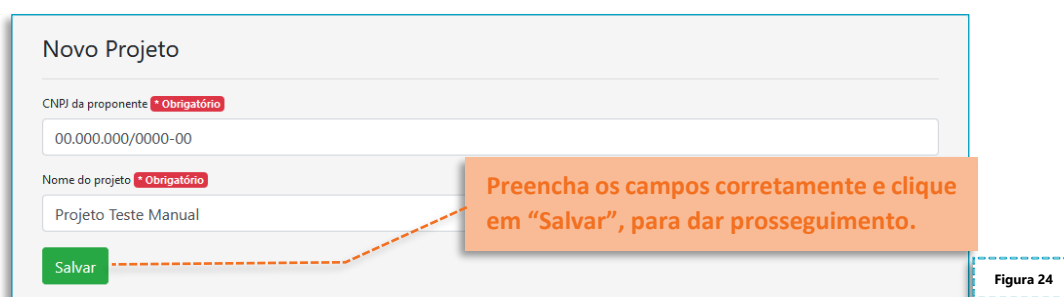 Novo Projeto
CNPJ da proponente * Obrigatório
00.000.000/0000-00
Nome do projeto * Obrigatório
Projeto Teste Manual
Preencha os campos corretamente e clique
em “Salvar”, para dar prosseguimento.
Salvar
Figura 24